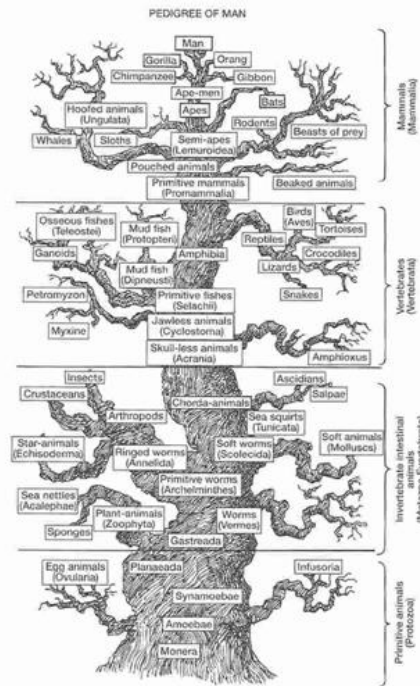 PEDIGREE OF MAN
Man
Gorilla
Orang
Chimpanzee
Gibbon
Ape-men
Bats
Hoofed animals
(Ungulata)
Apes
Rodents
Whales
Sloths
Semi-apes
(Lemuroidea)
Beasts of prey
Pouched animals
Primitive mammals
(Promammalia)
Beaked animals
Mammals
(Mammalia)
Osseous fishes
(Teleostei)
Mud fish
(Protopteri)
Birds
(Aves)
Tortoises
Reptiles
Ganoids
Amphibia
Crocodiles
Mud fish
(Dipneusti)
Lizards
Petromyzon
Primitive fishes
(Selachii)
Snakes
Myxine
Jawless animals
(Cyclostoma)
Skull-less animals
(Acrania)
Amphioxus
Vertebrates
(Vertebrata)
Insects
Ascidians
Crustaceans
Chorda-animals
Salpae
Arthropods
Sea squirts
(Tunicata)
Star-animals
(Echisoderma)
Ringed worms
(Annelida)
Soft worms
(Scolecida)
Soft animals
(Molluscs)
Primitive worms
(Archelminthes)
Sea nettles
(Acalephae)
Plant-animals
(Zoophyta)
Worms
(Vermes)
Sponges
Gastreada
Invertebrate intestinal
animals
Egg animals
(Ovularia)
Planaeada
Infusoria
Synamoebae
Amoebae
Monera
Primitive animals
(Protozoa)